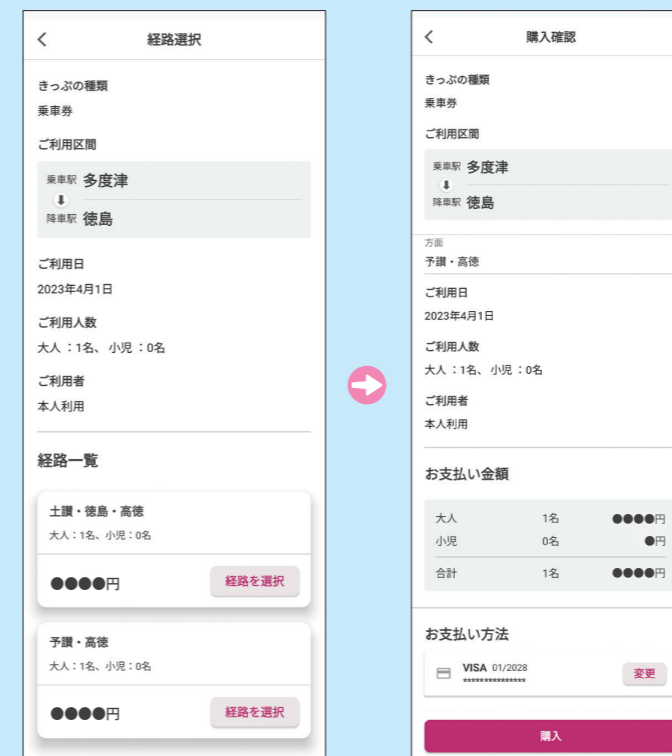 経路選択
きっぷの種類
乗車券
ご利用区間
乗車駅 多度津
降車駅 徳島
ご利用日
2023年4月1日
ご利用人数
大人:1名、小児:0名
ご利用者
本人利用
経路一覧
土讃・徳島・高徳
大人:1名、小児:0名
●●●●円 経路を選択
予讃・高徳
大人:1名、小児:0名
●●●●円 経路を選択
購入確認
きっぷの種類
乗車券
ご利用区間
乗車駅 多度津
降車駅 徳島
方面
予讃・高徳
ご利用日
2023年4月1日
ご利用人数
大人:1名、小児:0名
ご利用者
本人利用
お支払い金額
大人 1名 ●●●●円
小児 0名 ●円
合計 1名 ●●●●円
お支払い方法
VISA 01/2028
***************
変更
購入